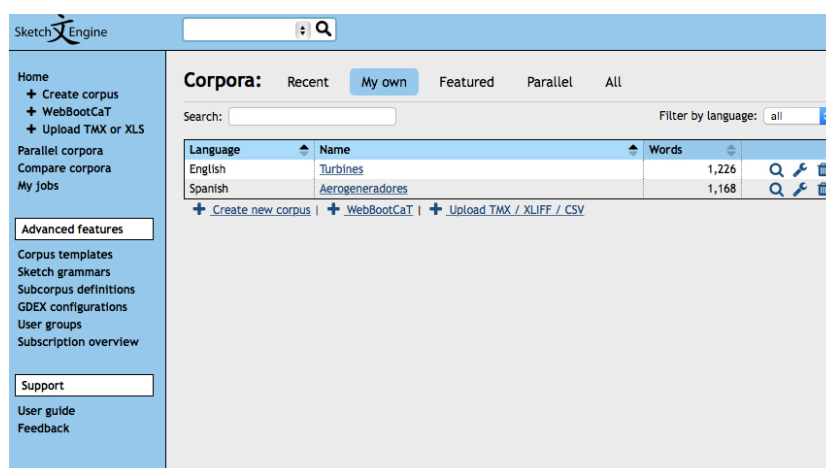 Sketch Engine
Home
+ Create corpus
+ WebBootCaT
+ Upload TMX or XLS
Parallel corpora
Compare corpora
My jobs
Advanced features
Corpus templates
Sketch grammars
Subcorpus definitions
GDEX configurations
User groups
Subscription overview
Support
User guide
Feedback
Corpora: Recent My own Featured Parallel All
Search: Filter by language: all
Language Name Words
English Turbines 1,226
Spanish Aerogeneradores 1,168
+ Create new corpus | + WebBootCaT | + Upload TMX / XLIFF / CSV